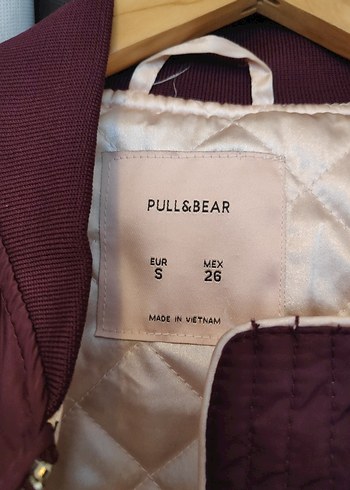 PULL&BEAR
EUR MEX
S 26
MADE IN VIETNAM